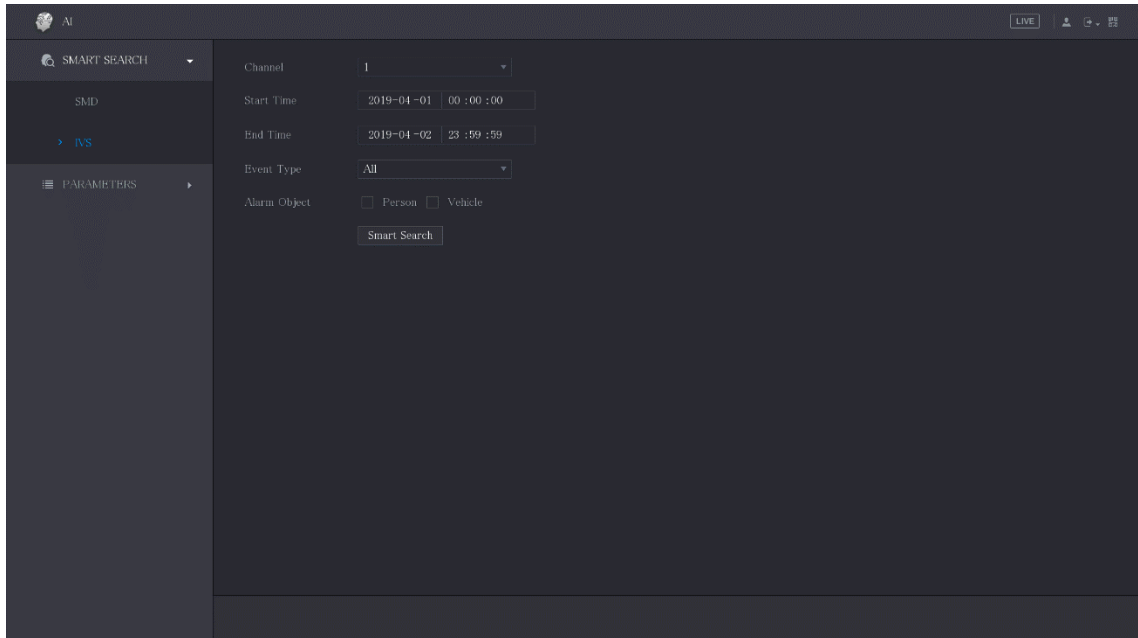 AI LIVE
SMART SEARCH
SMD
IVS
PARAMETERS
Channel 1
Start Time 2019-04-01 00:00:00
End Time 2019-04-02 23:59:59
Event Type All
Alarm Object Person Vehicle
Smart Search